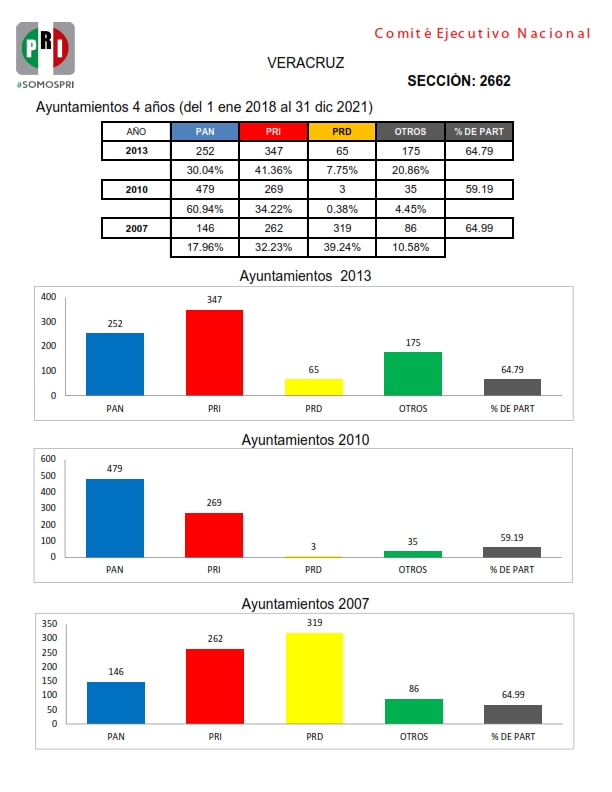 Comité Ejecutivo Nacional
PRI
#SOMOSPRI
VERACRUZ
SECCIÓN: 2662
Ayuntamientos 4 años (del 1 ene 2018 al 31 dic 2021)
AÑO PAN PRI PRD OTROS % DE PART
2013 252 347 65 175 64.79
30.04% 41.36% 7.75% 20.86%
2010 479 269 3 35 59.19
60.94% 34.22% 0.38% 4.45%
2007 146 262 319 86 64.99
17.96% 32.23% 39.24% 10.58%
Ayuntamientos 2013
400
300
200
100
0
252 347 65 175 64.79
PAN PRI PRD OTROS % DE PART
Ayuntamientos 2010
600
500
400
300
200
100
0
479 269 3 35 59.19
PAN PRI PRD OTROS % DE PART
Ayuntamientos 2007
350
300
250
200
150
100
50
0
146 262 319 86 64.99
PAN PRI PRD OTROS % DE PART